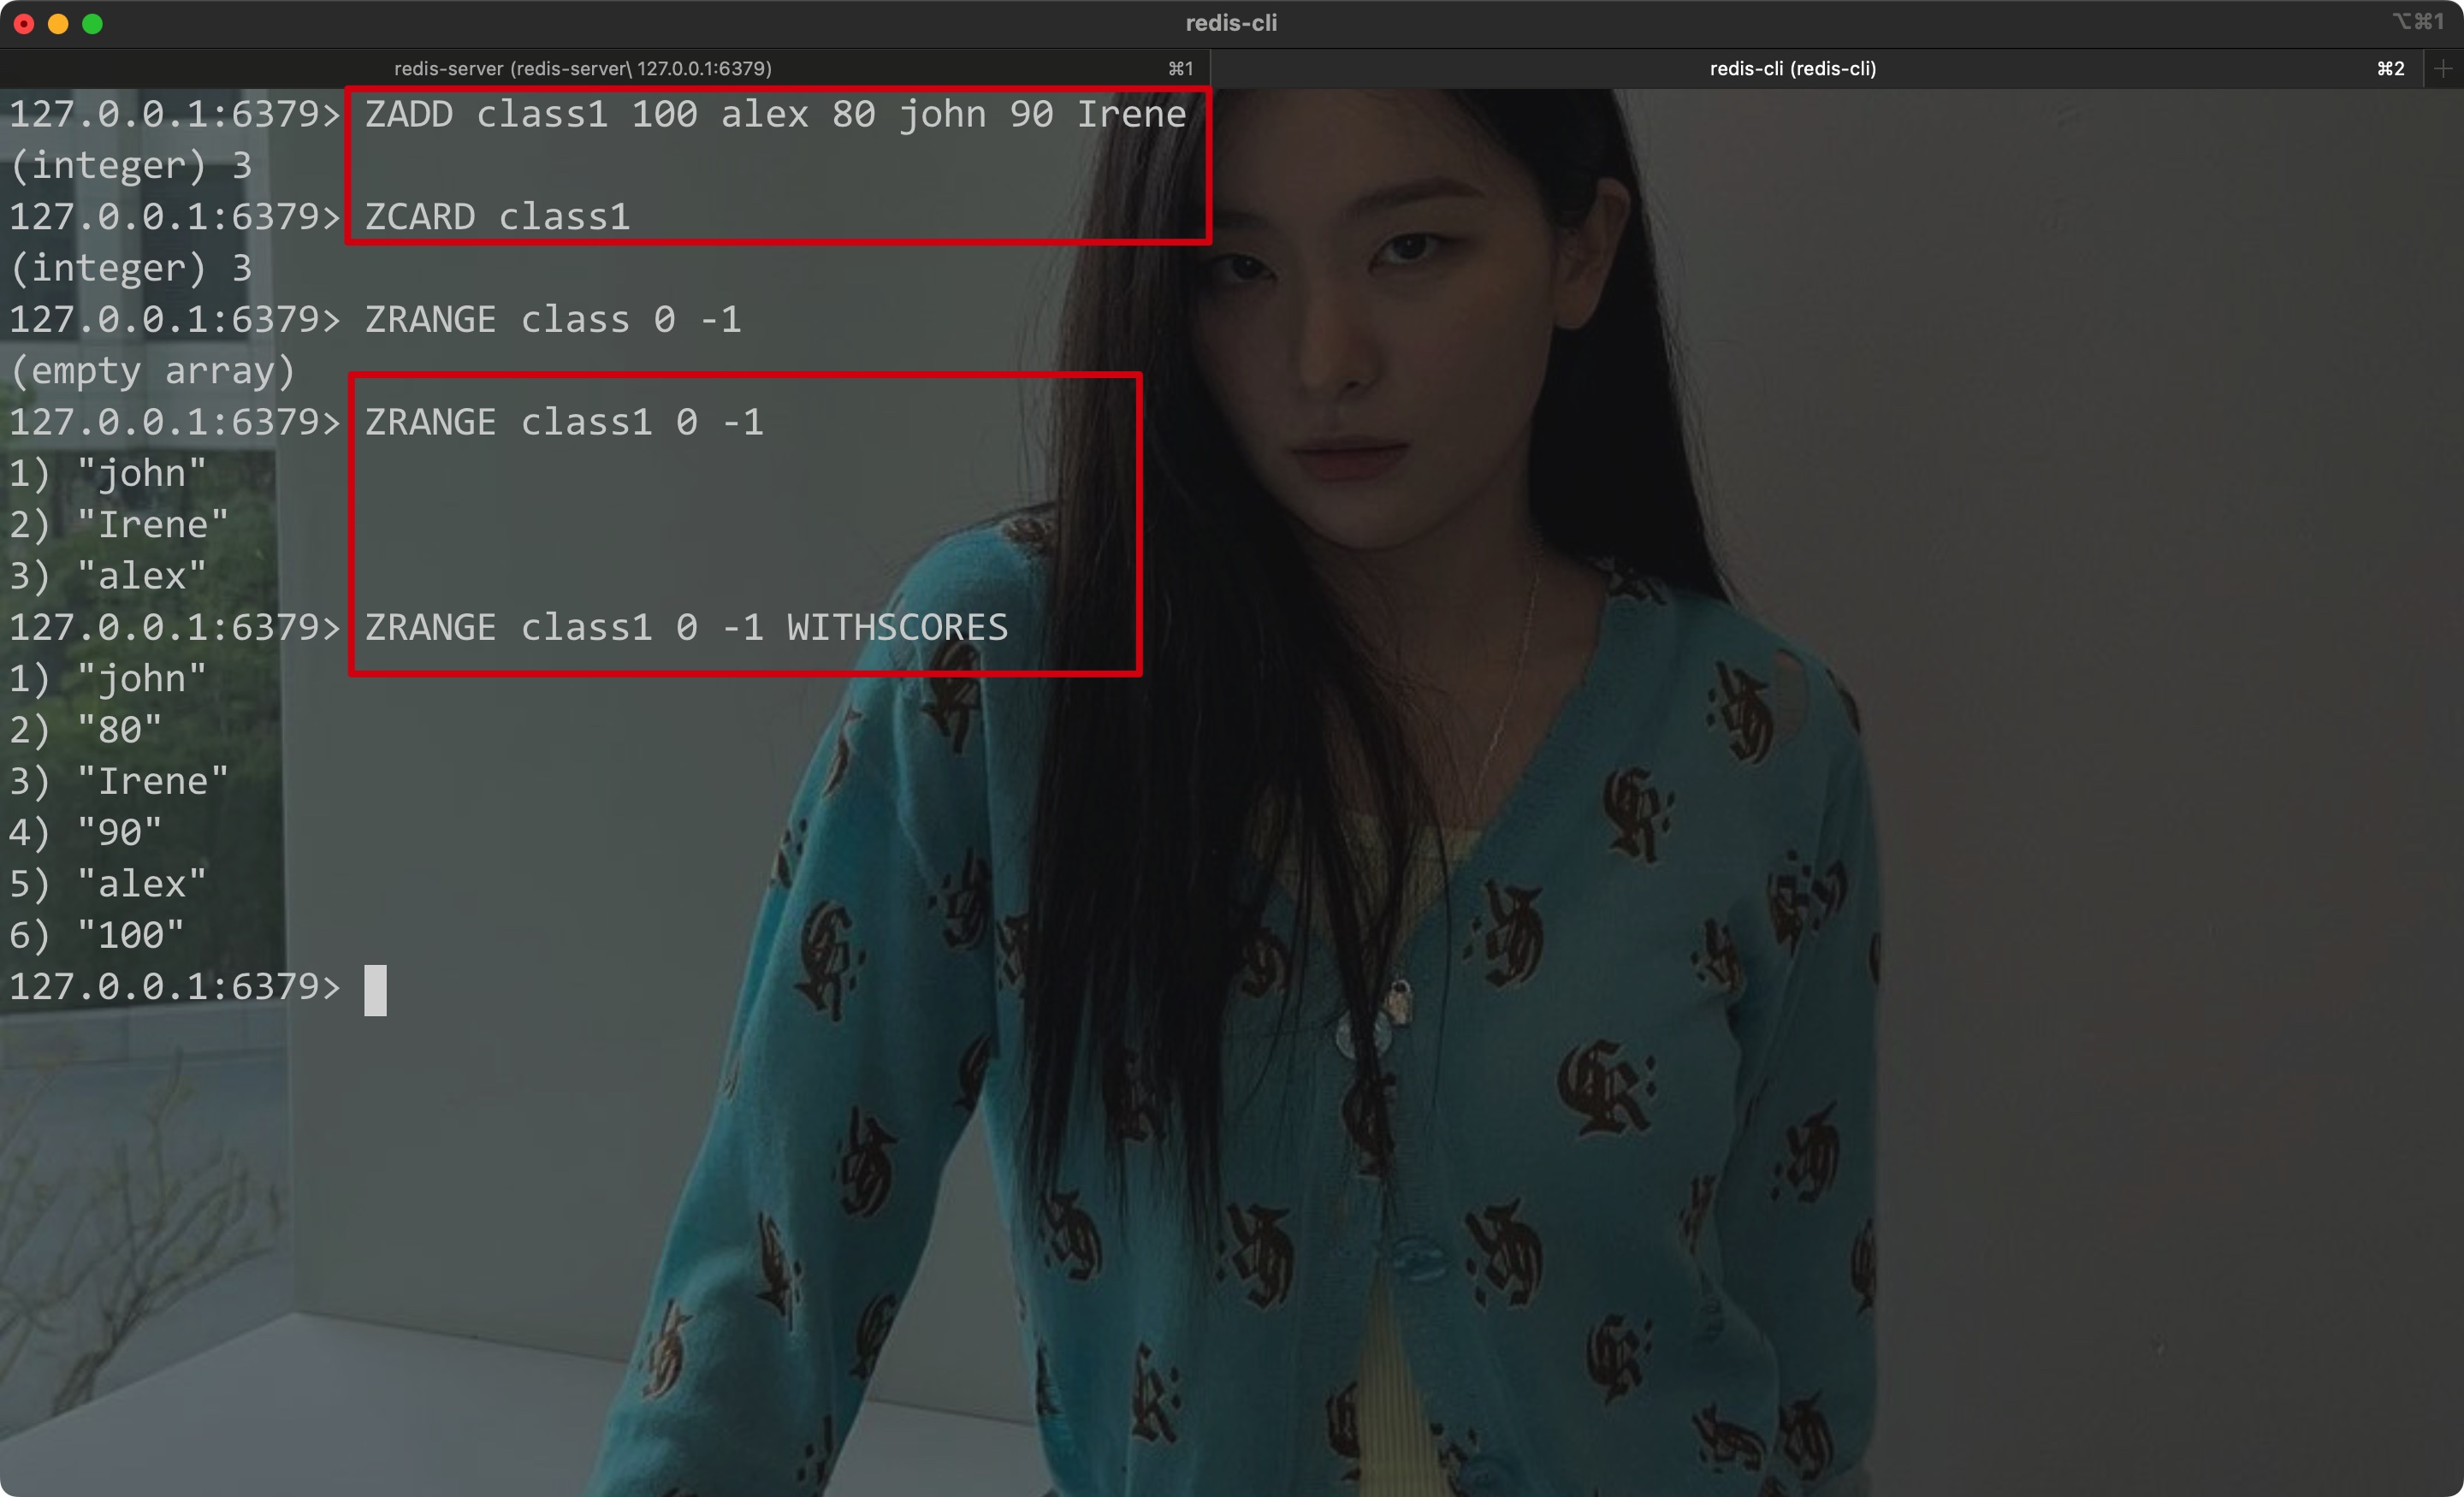 redis-cli
⌥⌘1
redis-server (redis-server\ 127.0.0.1:6379) ⌘1
redis-cli (redis-cli) ⌘2
127.0.0.1:6379> ZADD class1 100 alex 80 john 90 Irene
(integer) 3
127.0.0.1:6379> ZCARD class1
(integer) 3
127.0.0.1:6379> ZRANGE class 0 -1
(empty array)
127.0.0.1:6379> ZRANGE class1 0 -1
1) "john"
2) "Irene"
3) "alex"
127.0.0.1:6379> ZRANGE class1 0 -1 WITHSCORES
1) "john"
2) "80"
3) "Irene"
4) "90"
5) "alex"
6) "100"
127.0.0.1:6379>